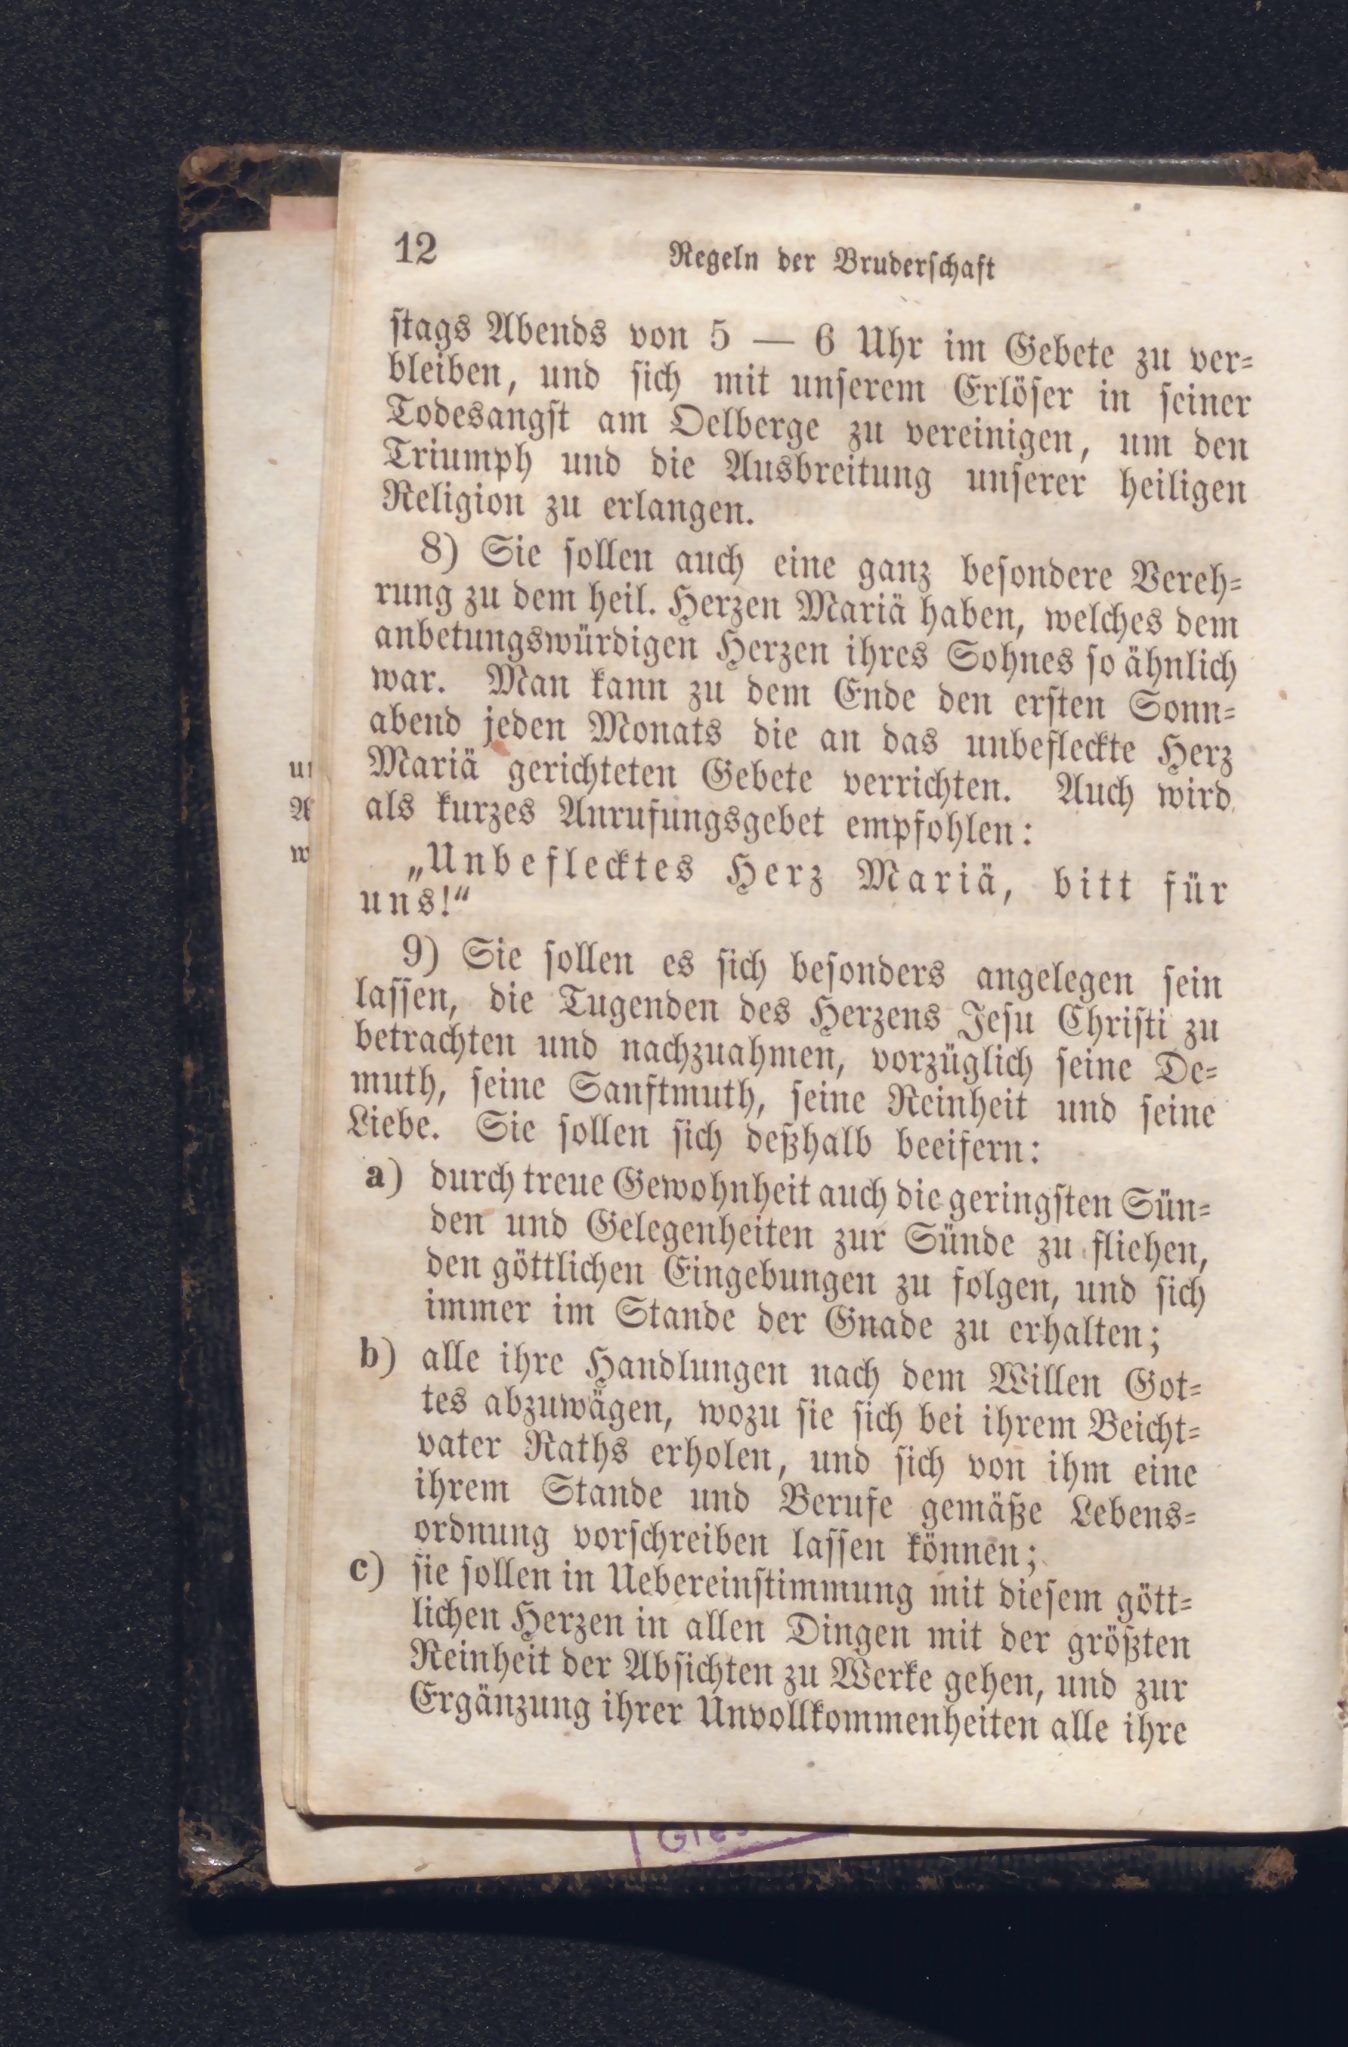 12
Regeln der Bruderschaft
stags Abends von 5 — 6 Uhr im Gebete zu ver-
bleiben, und sich mit unserem Erlöser in seiner
Todesangst am Oelberge zu vereinigen, um den
Triumph und die Ausbreitung unserer heiligen
Religion zu erlangen.
8) Sie sollen auch eine ganz besondere Vereh-
rung zu dem heil. Herzen Mariä haben, welches dem
anbetungswürdigen Herzen ihres Sohnes so ähnlich
war. Man kann zu dem Ende den ersten Sonn-
abend jeden Monats die an das unbefleckte Herz
Mariä gerichteten Gebete verrichten. Auch wird
als kurzes Anrufungsgebet empfohlen:
„Unbeflecktes Herz Mariä, bitt für
uns!“
9) Sie sollen es sich besonders angelegen sein
lassen, die Tugenden des Herzens Jesu Christi zu
betrachten und nachzuahmen, vorzüglich seine De-
muth, seine Sanftmuth, seine Reinheit und seine
Liebe. Sie sollen sich deßhalb beeifern:
a) durch treue Gewohnheit auch die geringsten Sün-
den und Gelegenheiten zur Sünde zu fliehen,
den göttlichen Eingebungen zu folgen, und sich
immer im Stande der Gnade zu erhalten;
b) alle ihre Handlungen nach dem Willen Got-
tes abzuwägen, wozu sie sich bei ihrem Beicht-
vater Raths erholen, und sich von ihm eine
ihrem Stande und Berufe gemäße Lebens-
ordnung vorschreiben lassen können;
c) sie sollen in Uebereinstimmung mit diesem gött-
lichen Herzen in allen Dingen mit der größten
Reinheit der Absichten zu Werke gehen, und zur
Ergänzung ihrer Unvollkommenheiten alle ihre